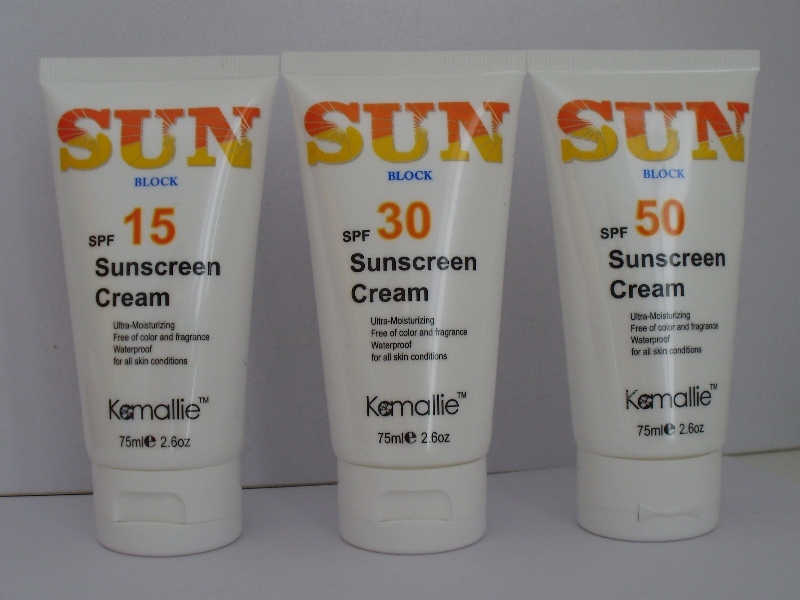 SUN
BLOCK
SPF 15
Sunscreen
Cream
Ultra-Moisturizing
Free of color and fragrance
Waterproof
for all skin conditions
Kamallie™
75ml℮ 2.6oz
SUN
BLOCK
SPF 30
Sunscreen
Cream
Ultra-Moisturizing
Free of color and fragrance
Waterproof
for all skin conditions
Kamallie™
75ml℮ 2.6oz
SUN
BLOCK
SPF 50
Sunscreen
Cream
Ultra-Moisturizing
Free of color and fragrance
Waterproof
for all skin conditions
Kamallie™
75ml℮ 2.6oz